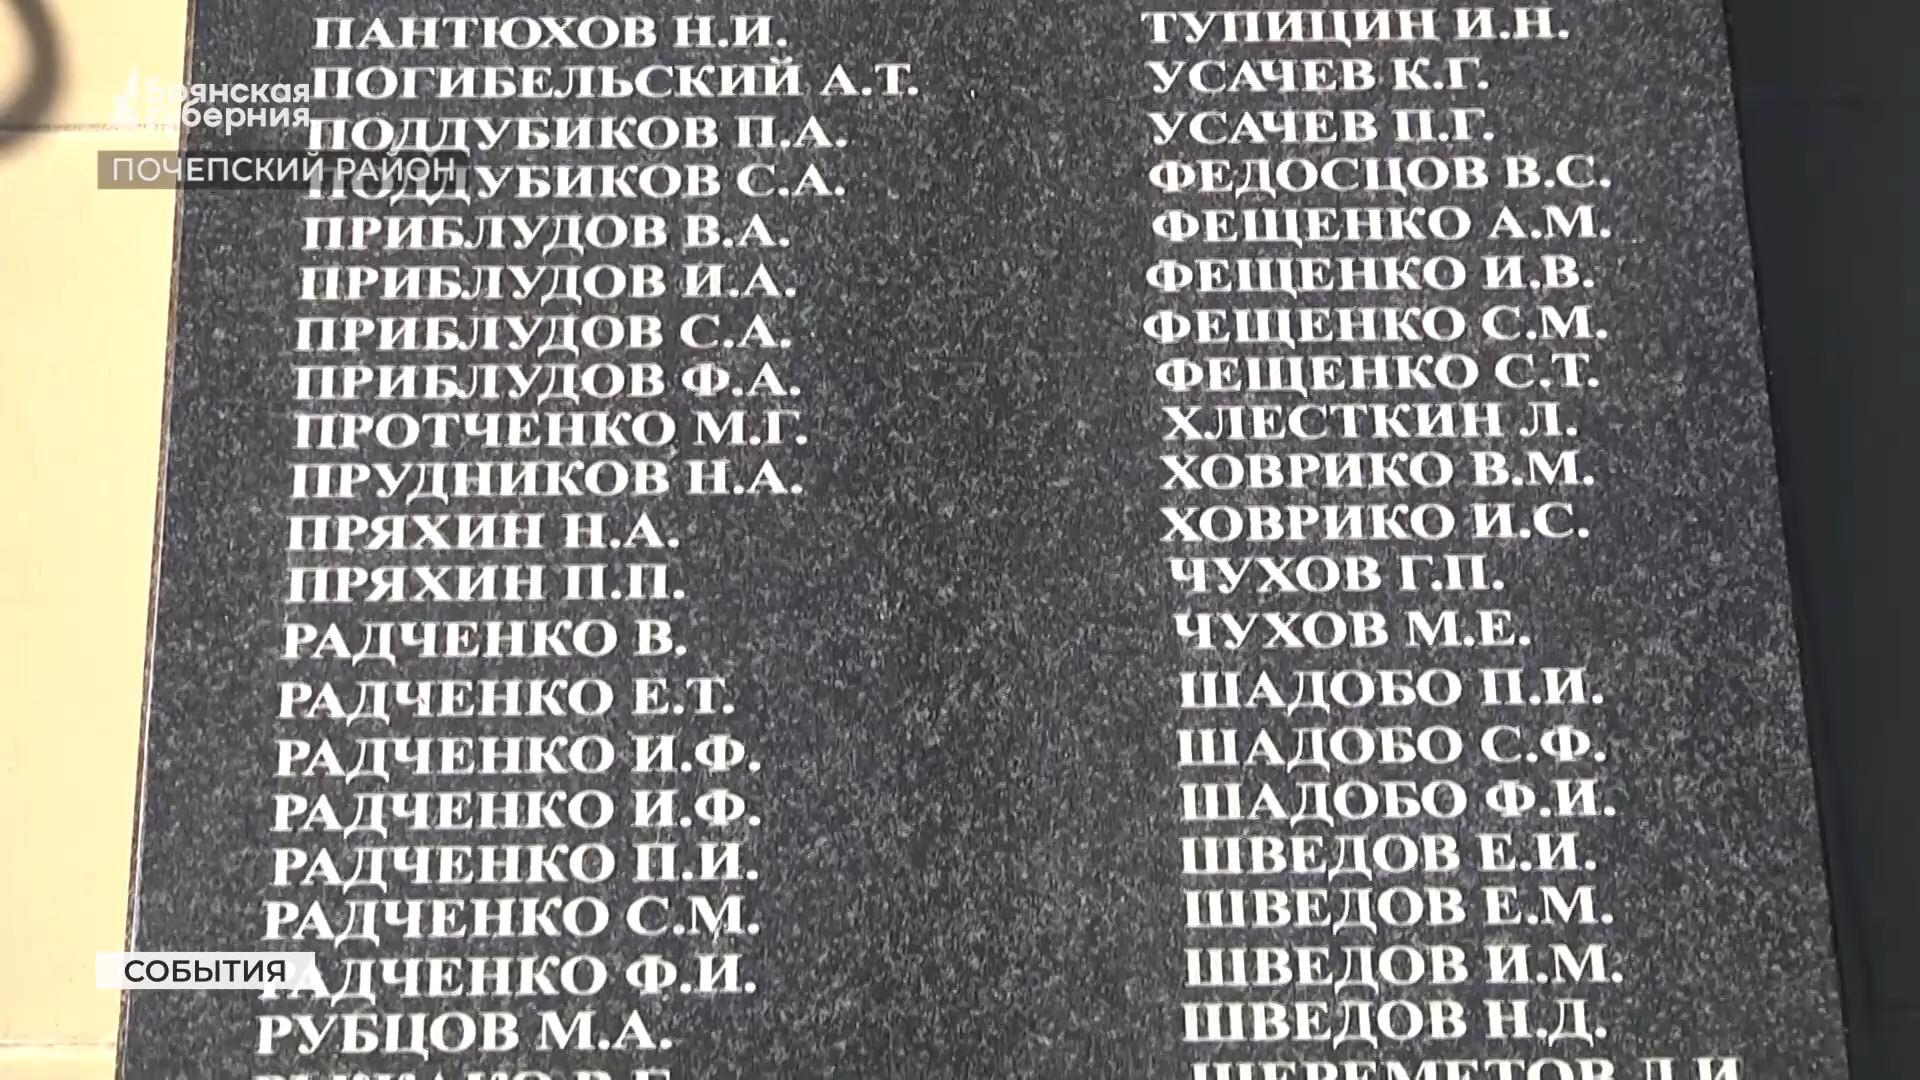 Брянская
губерния
ПОЧЕПСКИЙ РАЙОН
СОБЫТИЯ
ПАНТЮХОВ Н.И.
ПОГИБЕЛЬСКИЙ А.Т.
ПОДДУБИКОВ П.А.
ПОДДУБИКОВ С.А.
ПРИБЛУДОВ В.А.
ПРИБЛУДОВ И.А.
ПРИБЛУДОВ С.А.
ПРИБЛУДОВ Ф.А.
ПРОТЧЕНКО М.Г.
ПРУДНИКОВ Н.А.
ПРЯХИН Н.А.
ПРЯХИН П.П.
РАДЧЕНКО В.
РАДЧЕНКО Е.Т.
РАДЧЕНКО И.Ф.
РАДЧЕНКО И.Ф.
РАДЧЕНКО П.И.
РАДЧЕНКО С.М.
РАДЧЕНКО Ф.И.
РУБЦОВ М.А.
ТУПИЦИН И.Н.
УСАЧЕВ К.Г.
УСАЧЕВ П.Г.
ФЕДОСЦОВ В.С.
ФЕЩЕНКО А.М.
ФЕЩЕНКО И.В.
ФЕЩЕНКО С.М.
ФЕЩЕНКО С.Т.
ХЛЕСТКИН Л.
ХОВРИКО В.М.
ХОВРИКО И.С.
ЧУХОВ Г.П.
ЧУХОВ М.Е.
ШАДОБО П.И.
ШАДОБО С.Ф.
ШАДОБО Ф.И.
ШВЕДОВ Е.И.
ШВЕДОВ Е.М.
ШВЕДОВ И.М.
ШВЕДОВ Н.Д.
ШЕРЕМЕТОВ Д.И.